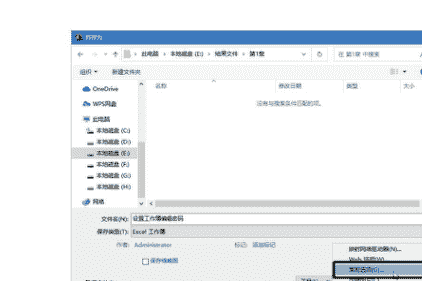 另存为
此电脑 > 本地磁盘 (E:) > 结果文件 > 第1章
在 第1章 中搜索
组织 新建文件夹
名称 修改日期 类型 大小
没有与搜索条件匹配的项。
OneDrive
WPS网盘
此电脑
本地磁盘 (C:)
本地磁盘 (D:)
本地磁盘 (E:)
本地磁盘 (F:)
本地磁盘 (G:)
本地磁盘 (H:)
网络
文件名(N): 设置工作簿编辑密码
保存类型(T): Excel 工作簿
作者: Administrator 标记: 添加标记
保存缩略图
映射网络驱动器(N)...
Web 选项(W)...
常规选项(G)...